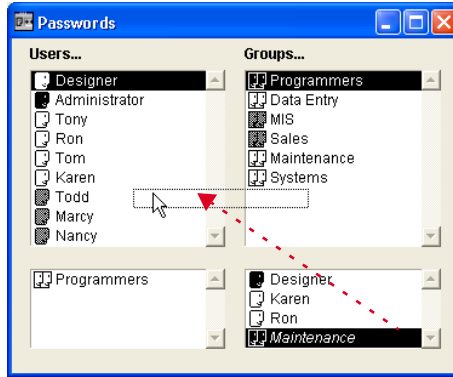 Passwords
Users...
Designer
Administrator
Tony
Ron
Tom
Karen
Todd
Marcy
Nancy
Groups...
Programmers
Data Entry
MIS
Sales
Maintenance
Systems
Programmers
Designer
Karen
Ron
Maintenance